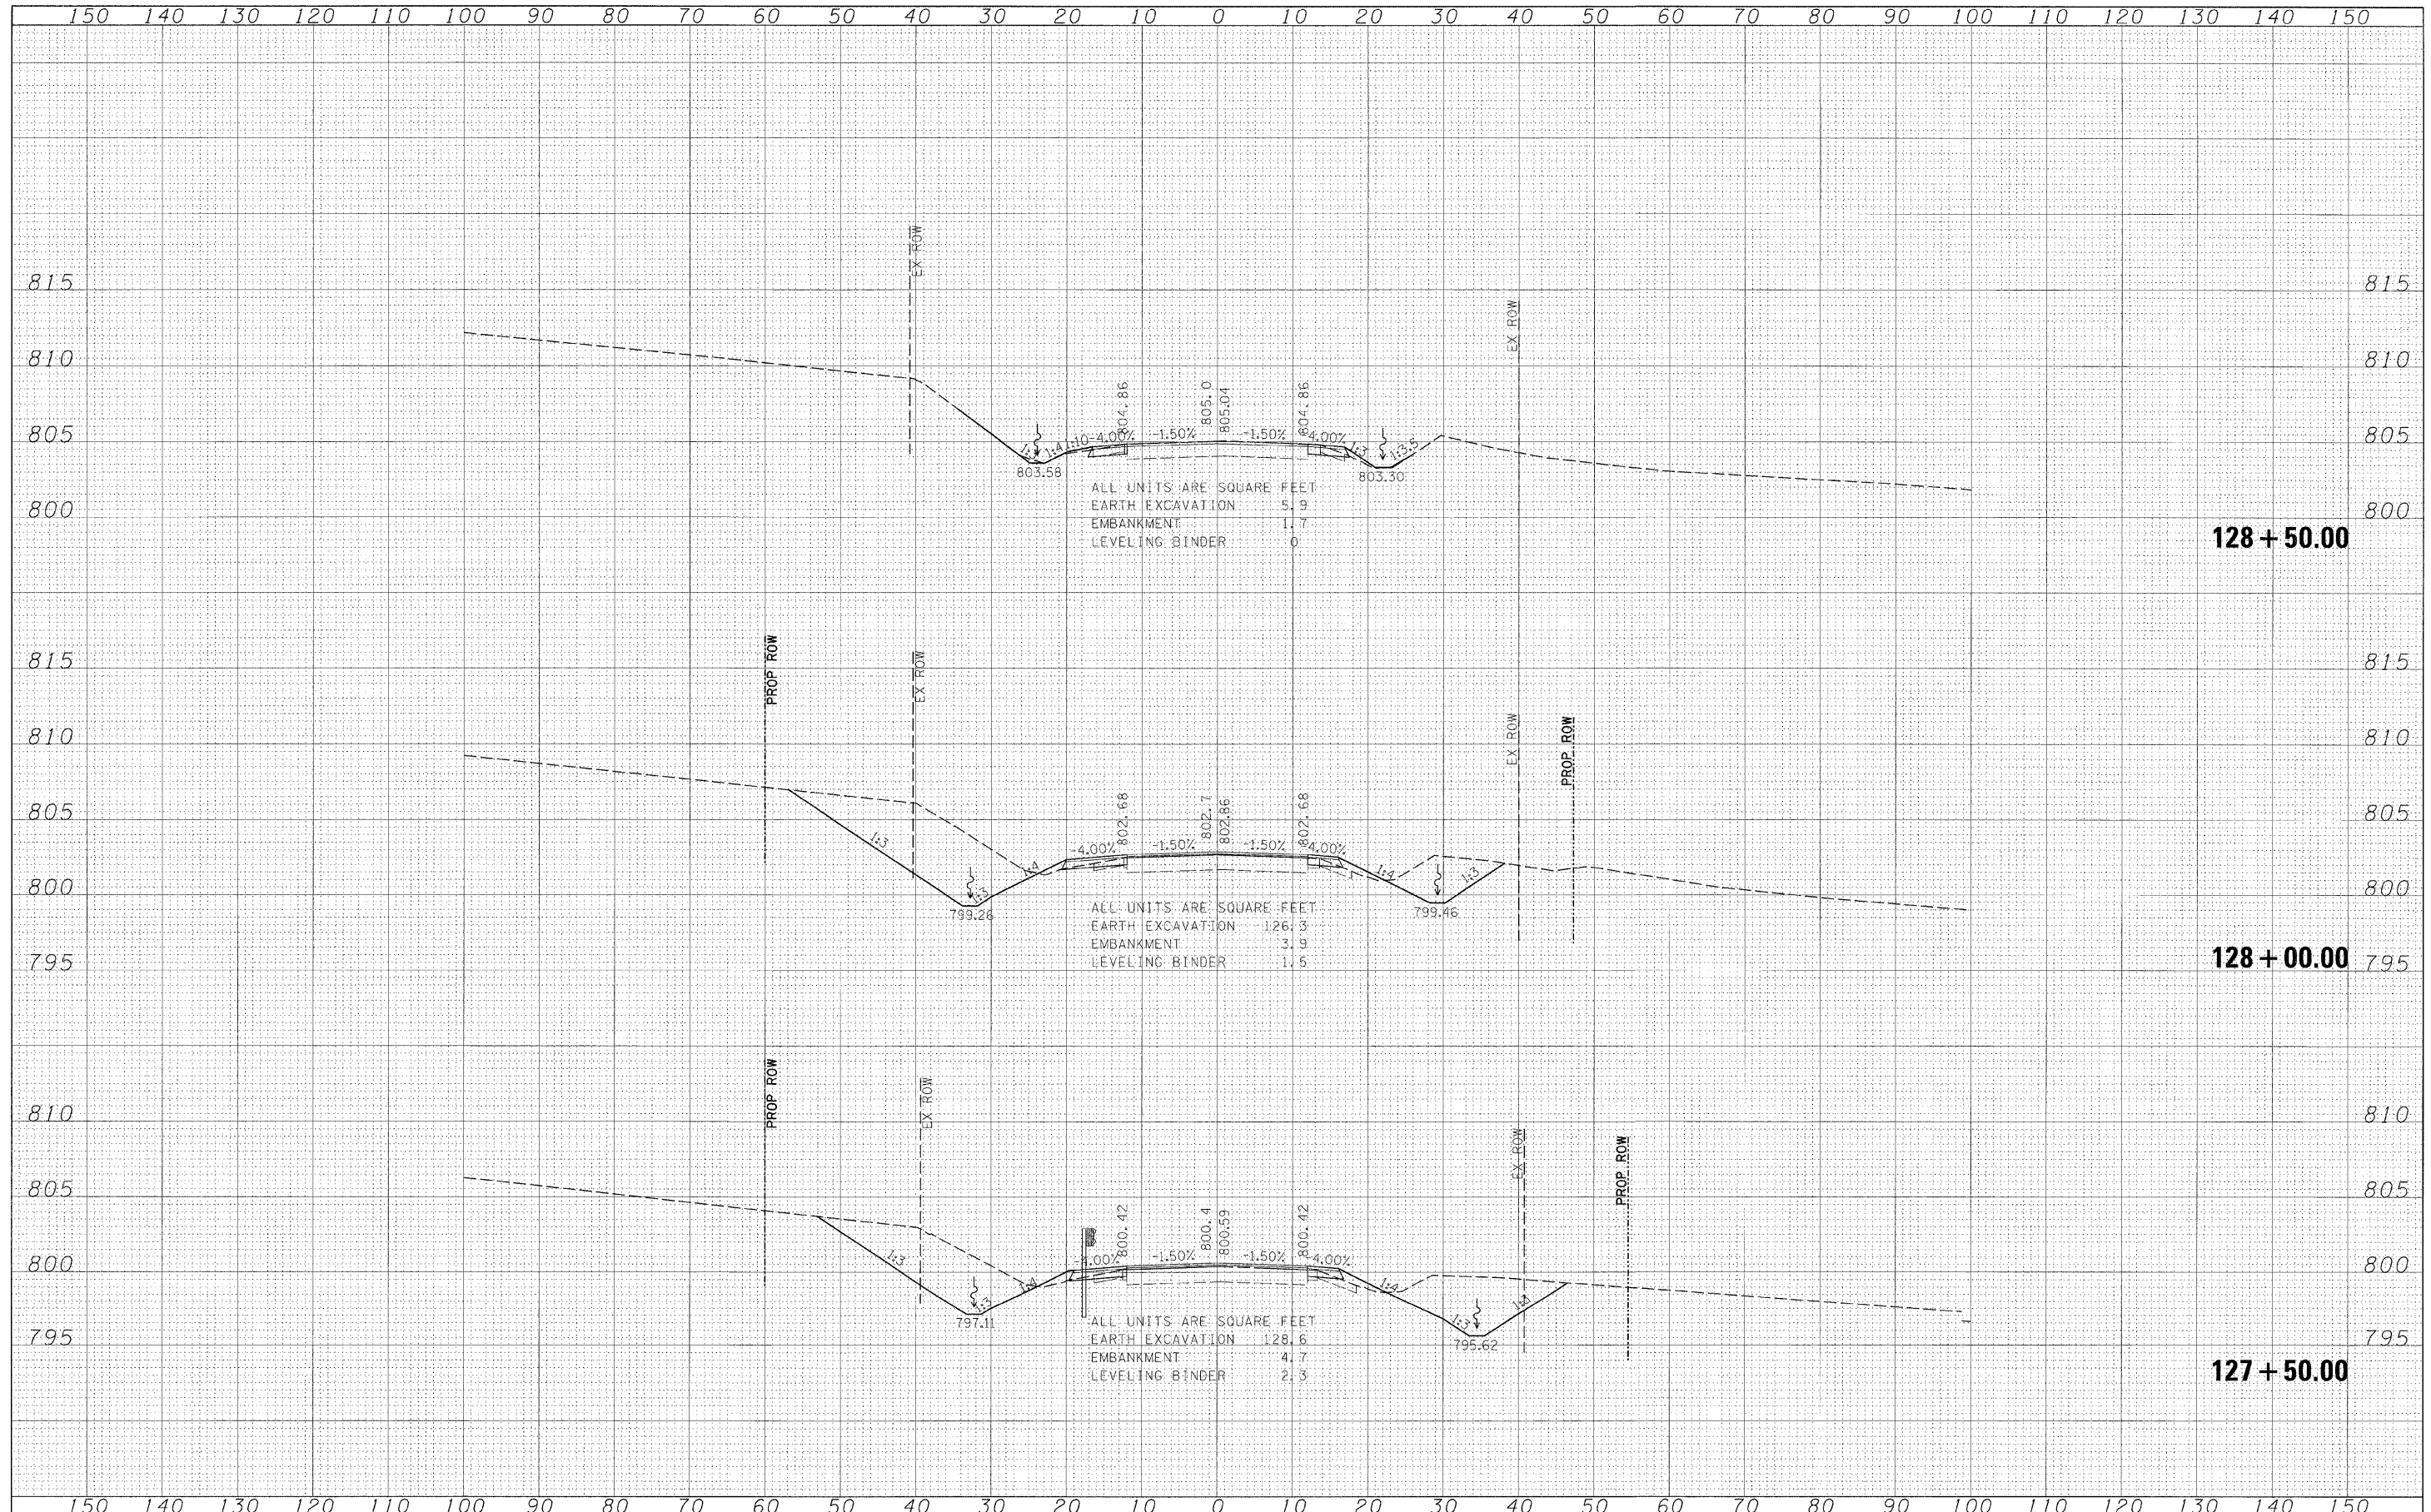 150 140 130 120 110 100 90 80 70 60 50 40 30 20 10 0 10 20 30 40 50 60 70 80 90 100 110 120 130 140 150
EX ROW
815 815
EX ROW
810 810
804.86 805.0 805.04 804.86
805 805
1:3 1:4 1:10 -4.00% -1.50% -1.50% -4.00% 1:3 1:3.5
803.58 803.30
ALL UNITS ARE SQUARE FEET
EARTH EXCAVATION 5.9
EMBANKMENT 1.7
LEVELING BINDER 0
800 800
128+50.00
PROP ROW EX ROW
815 815
EX ROW PROP ROW
810 810
802.68 802.7 802.86 802.68
805 805
1:3 1:3 1:4 -4.00% -1.50% -1.50% -4.00% 1:4 1:3
800 800
799.26 799.46
ALL UNITS ARE SQUARE FEET
EARTH EXCAVATION 126.3
EMBANKMENT 3.9
LEVELING BINDER 1.5
795 128+00.00 795
PROP ROW EX ROW
810 810
EX ROW PROP ROW
805 805
800.42 800.4 800.59 800.42
800 800
1:3 1:3 1:4 -4.00% -1.50% -1.50% -4.00% 1:4 1:3 1:3
797.11 795.62
ALL UNITS ARE SQUARE FEET
EARTH EXCAVATION 128.6
EMBANKMENT 4.7
LEVELING BINDER 2.3
795 795
127+50.00
150 140 130 120 110 100 90 80 70 60 50 40 30 20 10 0 10 20 30 40 50 60 70 80 90 100 110 120 130 140 150